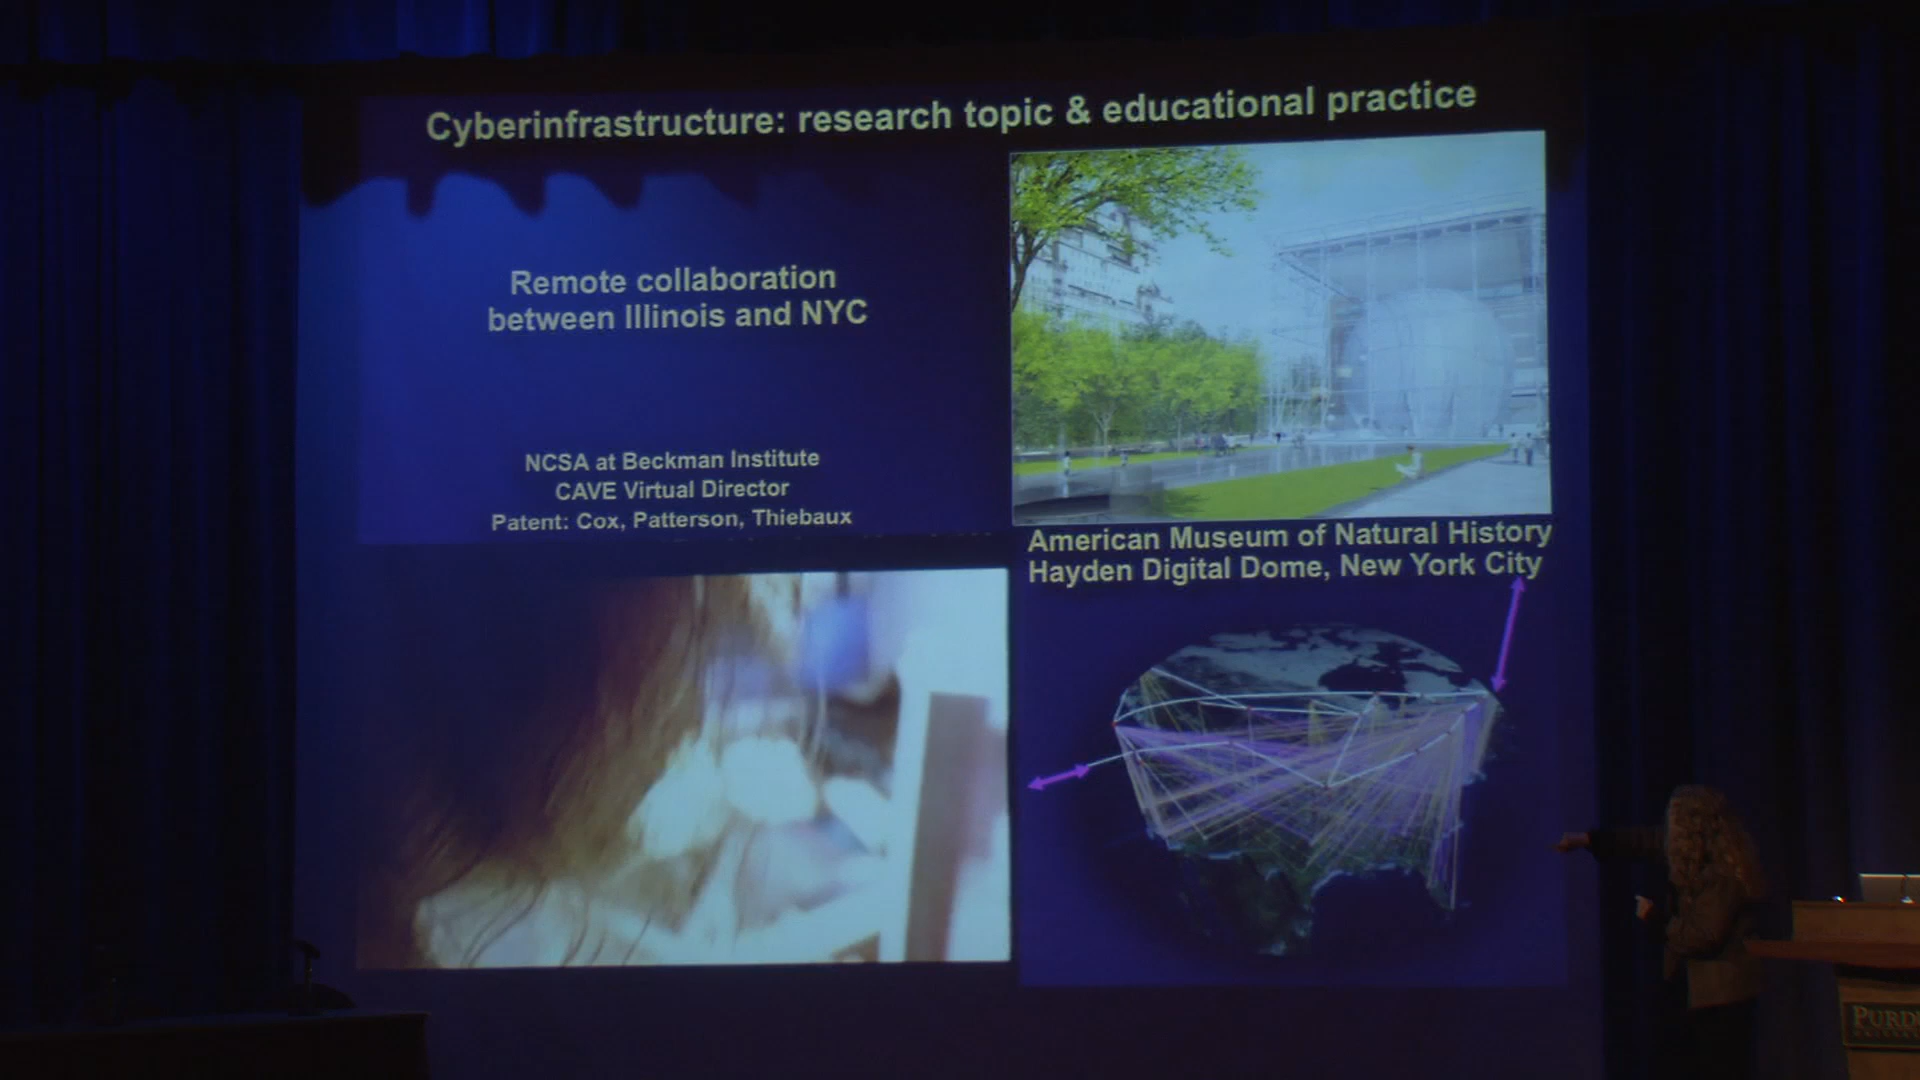 Cyberinfrastructure: research topic & educational practice
Remote collaboration
between Illinois and NYC
NCSA at Beckman Institute
CAVE Virtual Director
Patent: Cox, Patterson, Thiebaux
American Museum of Natural History
Hayden Digital Dome, New York City